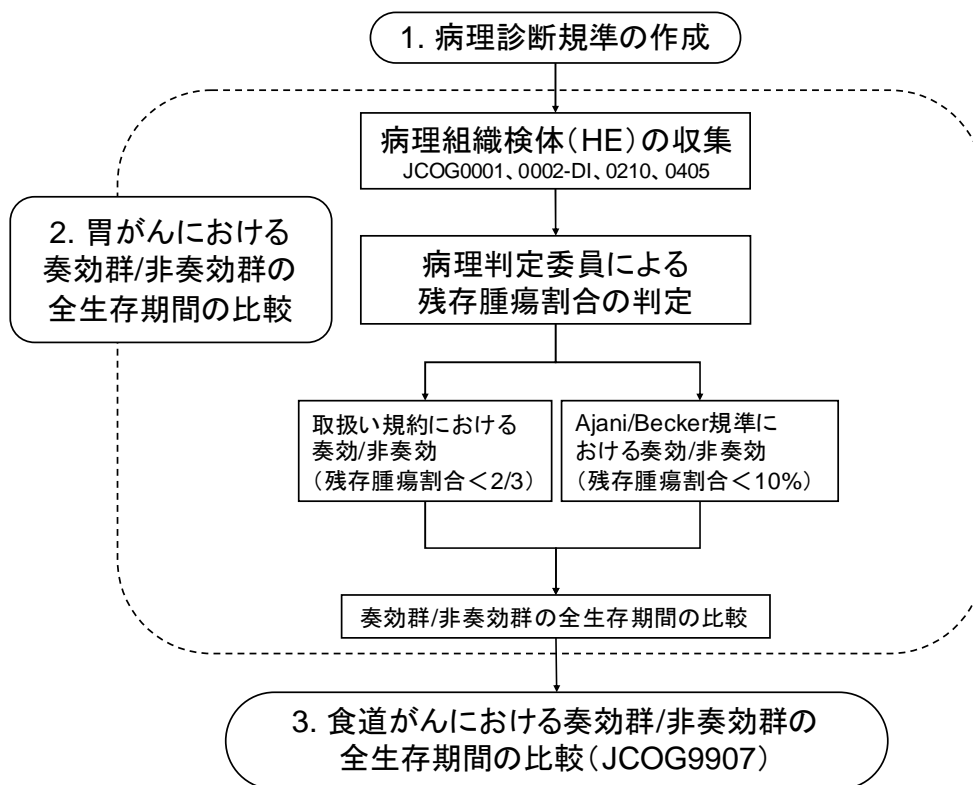 1. 病理診断規準の作成
病理組織検体（HE）の収集
JCOG0001、0002-DI、0210、0405
2. 胃がんにおける
奏効群/非奏効群の
全生存期間の比較
病理判定委員による
残存腫瘍割合の判定
取扱い規約における
奏効/非奏効
（残存腫瘍割合＜2/3）
Ajani/Becker規準に
おける奏効/非奏効
（残存腫瘍割合＜10%）
奏効群/非奏効群の全生存期間の比較
3. 食道がんにおける奏効群/非奏効群の
全生存期間の比較（JCOG9907）